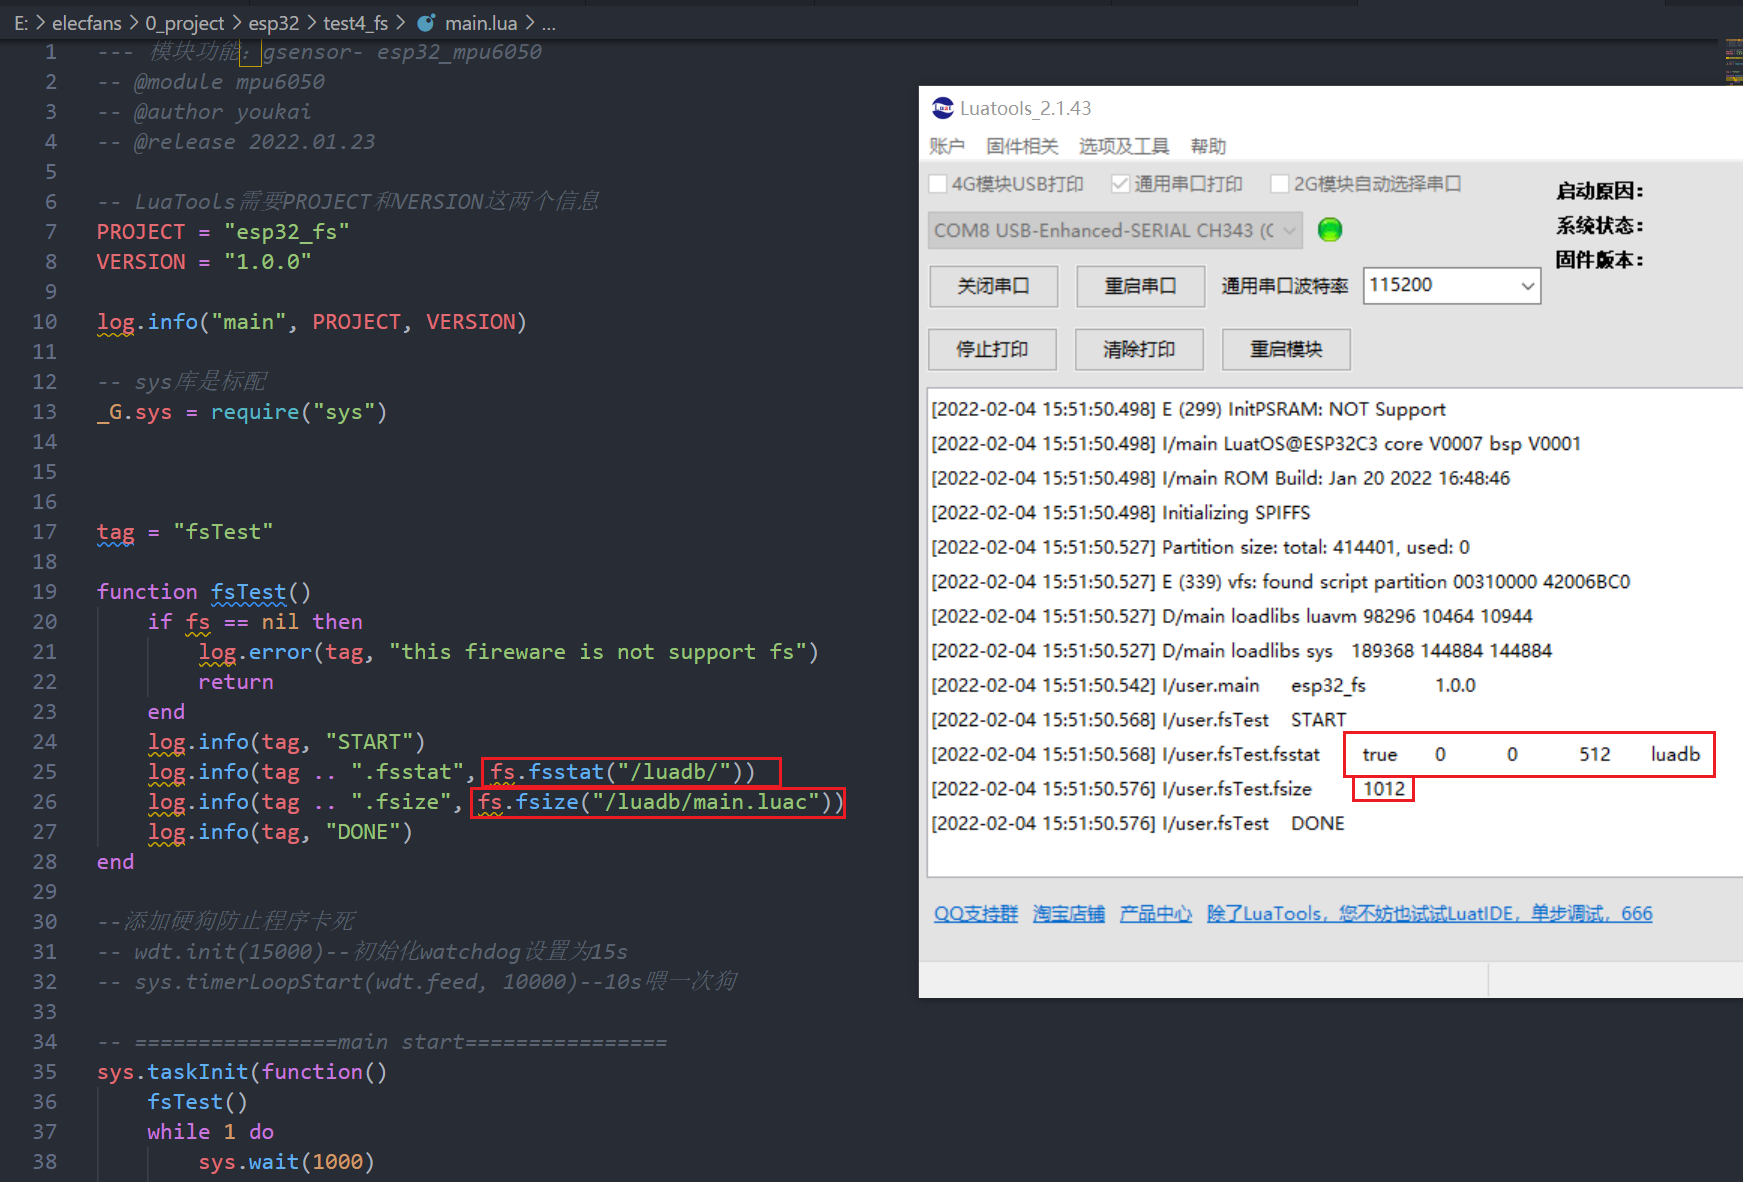 E: > elecfans > 0_project > esp32 > test4_fs > main.lua > ...
1 --- 模块功能：gsensor- esp32_mpu6050
2 -- @module mpu6050
3 -- @author youkai
4 -- @release 2022.01.23
5
6 -- LuaTools需要PROJECT和VERSION这两个信息
7 PROJECT = "esp32_fs"
8 VERSION = "1.0.0"
9
10 log.info("main", PROJECT, VERSION)
11
12 -- sys库是标配
13 _G.sys = require("sys")
14
15
16
17 tag = "fsTest"
18
19 function fsTest()
20 if fs == nil then
21 log.error(tag, "this fireware is not support fs")
22 return
23 end
24 log.info(tag, "START")
25 log.info(tag .. ".fsstat", fs.fsstat("/luadb/"))
26 log.info(tag .. ".fsize", fs.fsize("/luadb/main.luac"))
27 log.info(tag, "DONE")
28 end
29
30 --添加硬狗防止程序卡死
31 -- wdt.init(15000)--初始化watchdog设置为15s
32 -- sys.timerLoopStart(wdt.feed, 10000)--10s喂一次狗
33
34 -- ================main start================
35 sys.taskInit(function()
36 fsTest()
37 while 1 do
38 sys.wait(1000)
Luat Luatools_2.1.43
账户 固件相关 选项及工具 帮助
4G模块USB打印 通用串口打印 2G模块自动选择串口
启动原因：
COM8 USB-Enhanced-SERIAL CH343 (C
系统状态：
固件版本：
关闭串口 重启串口 通用串口波特率 115200
停止打印 清除打印 重启模块
[2022-02-04 15:51:50.498] E (299) InitPSRAM: NOT Support
[2022-02-04 15:51:50.498] I/main LuatOS@ESP32C3 core V0007 bsp V0001
[2022-02-04 15:51:50.498] I/main ROM Build: Jan 20 2022 16:48:46
[2022-02-04 15:51:50.498] Initializing SPIFFS
[2022-02-04 15:51:50.527] Partition size: total: 414401, used: 0
[2022-02-04 15:51:50.527] E (339) vfs: found script partition 00310000 42006BC0
[2022-02-04 15:51:50.527] D/main loadlibs luavm 98296 10464 10944
[2022-02-04 15:51:50.527] D/main loadlibs sys 189368 144884 144884
[2022-02-04 15:51:50.542] I/user.main esp32_fs 1.0.0
[2022-02-04 15:51:50.568] I/user.fsTest START
[2022-02-04 15:51:50.568] I/user.fsTest.fsstat true 0 0 512 luadb
[2022-02-04 15:51:50.576] I/user.fsTest.fsize 1012
[2022-02-04 15:51:50.576] I/user.fsTest DONE
QQ支持群 淘宝店铺 产品中心 除了LuaTools，您不妨也试试LuatIDE，单步调试，666